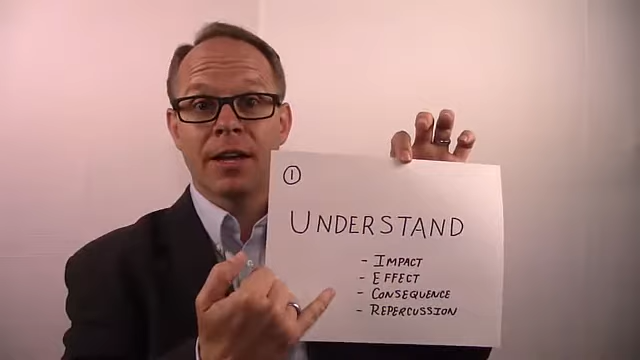 ①
UNDERSTAND
- IMPACT
- EFFECT
- CONSEQUENCE
- REPERCUSSION